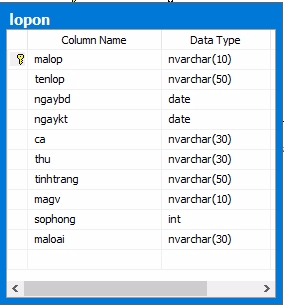 lopon
Column Name Data Type
malop nvarchar(10)
tenlop nvarchar(50)
ngaybd date
ngaykt date
ca nvarchar(30)
thu nvarchar(30)
tinhtrang nvarchar(50)
magv nvarchar(10)
sophong int
maloai nvarchar(30)